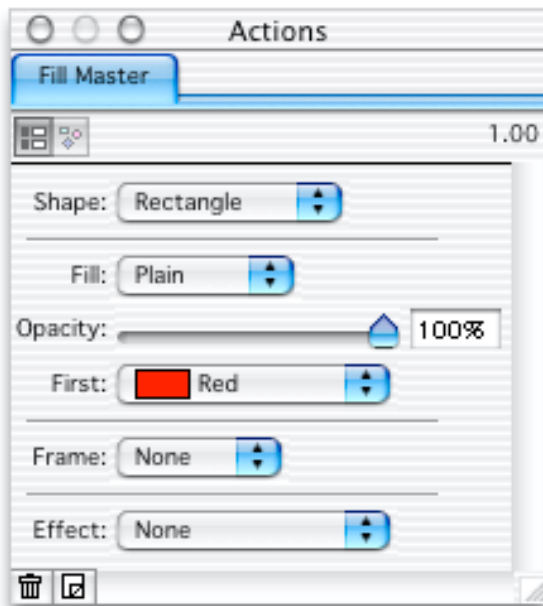 Actions
Fill Master
1.00
Shape: Rectangle
Fill: Plain
Opacity: 100%
First: Red
Frame: None
Effect: None